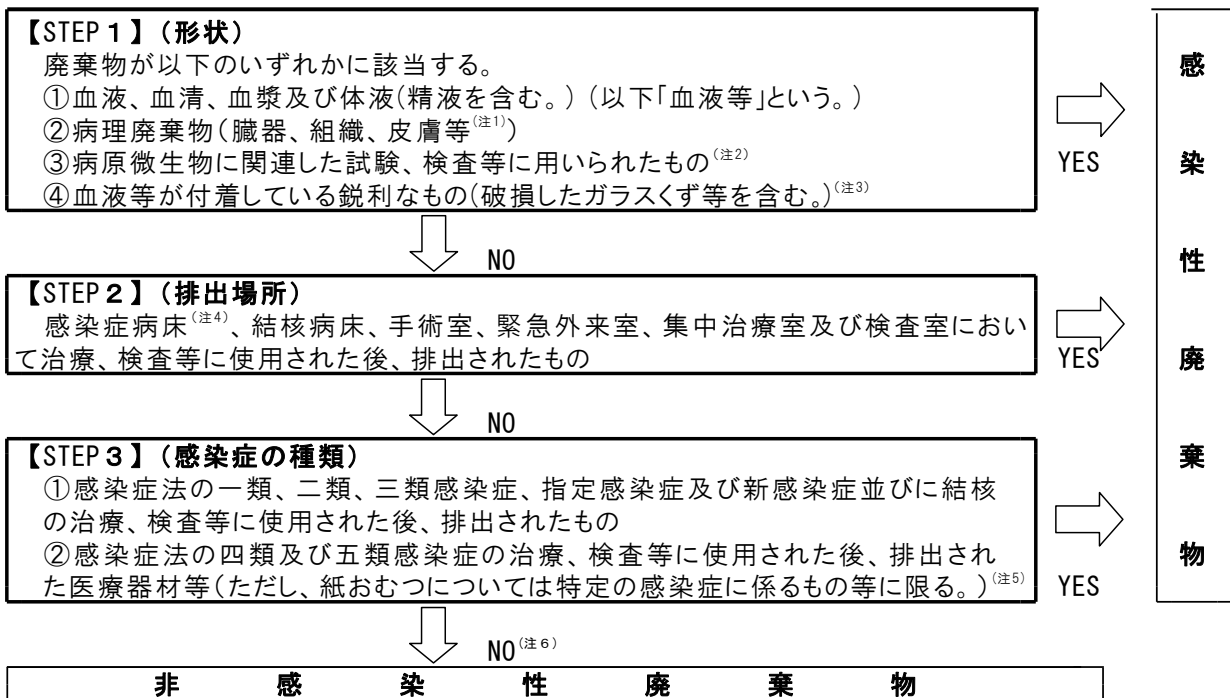 【STEP１】（形状）
廃棄物が以下のいずれかに該当する。
①血液、血清、血漿及び体液（精液を含む。）（以下「血液等」という。）
②病理廃棄物（臓器、組織、皮膚等（注1））
③病原微生物に関連した試験、検査等に用いられたもの（注2）
④血液等が付着している鋭利なもの（破損したガラスくず等を含む。）（注3）
YES
NO
【STEP２】（排出場所）
感染症病床（注4）、結核病床、手術室、緊急外来室、集中治療室及び検査室におい
て治療、検査等に使用された後、排出されたもの
YES
NO
【STEP３】（感染症の種類）
①感染症法の一類、二類、三類感染症、指定感染症及び新感染症並びに結核
の治療、検査等に使用された後、排出されたもの
②感染症法の四類及び五類感染症の治療、検査等に使用された後、排出され
た医療器材等（ただし、紙おむつについては特定の感染症に係るもの等に限る。）（注5）
YES
NO（注６）
非感染性廃棄物
感染性廃棄物